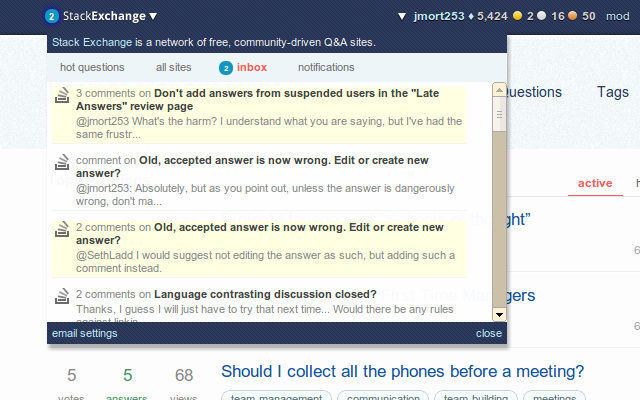 2 StackExchange ▼ ▼ jmort253 ♦ 5,424 2 16 50 mod
Stack Exchange is a network of free, community-driven Q&A sites.
hot questions all sites 2 inbox notifications
3 comments on Don't add answers from suspended users in the "Late
Answers" review page
@jmort253 What's the harm? I understand what you are saying, but I've had the
same frustr...
comment on Old, accepted answer is now wrong. Edit or create new
answer?
@jmort253: Absolutely, but as you point out, unless the answer is dangerously
wrong, don't ma...
2 comments on Old, accepted answer is now wrong. Edit or create new
answer?
@SethLadd I would suggest not editing the answer as such, but adding such a
comment instead.
2 comments on Language contrasting discussion closed?
Thanks, I guess I will just have to try that next time... Would there be any rules
against linkin
email settings close
Questions Tags
active
ght”
gers
5 5 68 Should I collect all the phones before a meeting?
votes answers views team-management communication team-building meetings